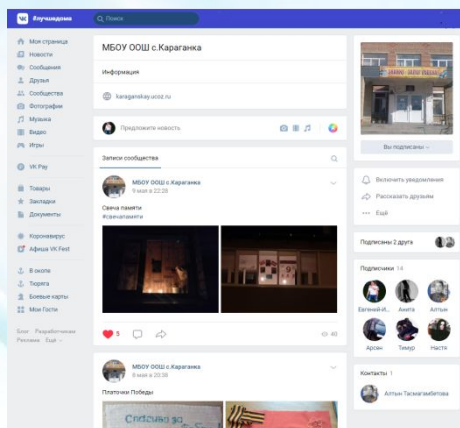 #лучшедома
Поиск
Моя страница
Новости
Сообщения
Друзья
Сообщества
Фотографии
Музыка
Видео
Игры
VK Pay
Товары
Закладки
Документы
Коронавирус
Афиша VK Fest
В окопе
Тюряга
Боевые карты
Мои Гости
Блог Разработчикам
Реклама Ещё
МБОУ ООШ с.Караганка
Информация
karaganskay.ucoz.ru
Предложите новость
Записи сообщества
МБОУ ООШ с.Караганка
9 мая в 22:28
Свеча памяти
#свечапамяти
5
40
МБОУ ООШ с.Караганка
8 мая в 20:38
Платочки Победы
Спасибо за
Вы подписаны
Включить уведомления
Рассказать друзьям
Ещё
Подписаны 2 друга
Подписчики 14
Евгений-И..
Анита
Алтын
Арсен
Тимур
Настя
Контакты 1
Алтын Тасмагамбетова